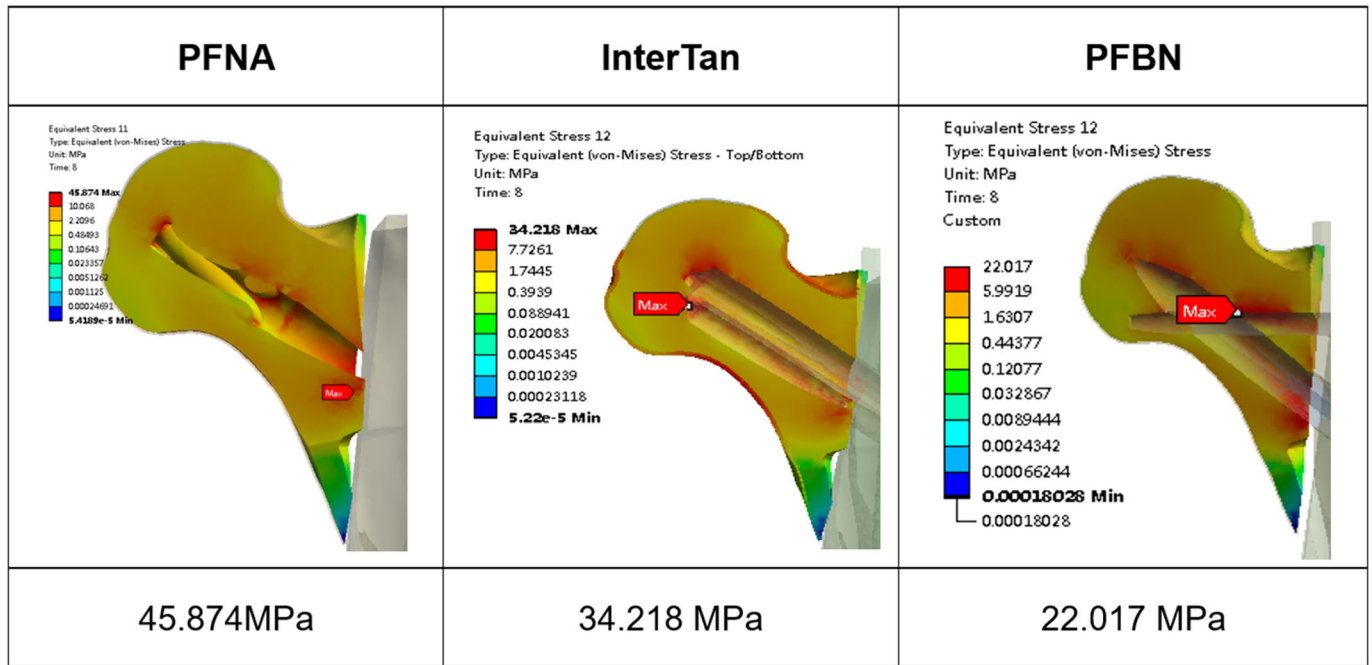 PFNA
InterTan
PFBN
Equivalent Stress 11
Type: Equivalent (von-Mises) Stress
Unit: MPa
Time: 8
45.874 Max
10.068
2.2096
0.48493
0.10643
0.023357
0.0051262
0.001125
0.00024691
5.4189e-5 Min
Max
Equivalent Stress 12
Type: Equivalent (von-Mises) Stress - Top/Bottom
Unit: MPa
Time: 8
34.218 Max
7.7261
1.7445
0.3939
0.088941
0.020083
0.0045345
0.0010239
0.00023118
5.22e-5 Min
Max
Equivalent Stress 12
Type: Equivalent (von-Mises) Stress
Unit: MPa
Time: 8
Custom
22.017
5.9919
1.6307
0.44377
0.12077
0.032867
0.0089444
0.0024342
0.00066244
0.00018028 Min
0.00018028
Max
45.874MPa
34.218 MPa
22.017 MPa